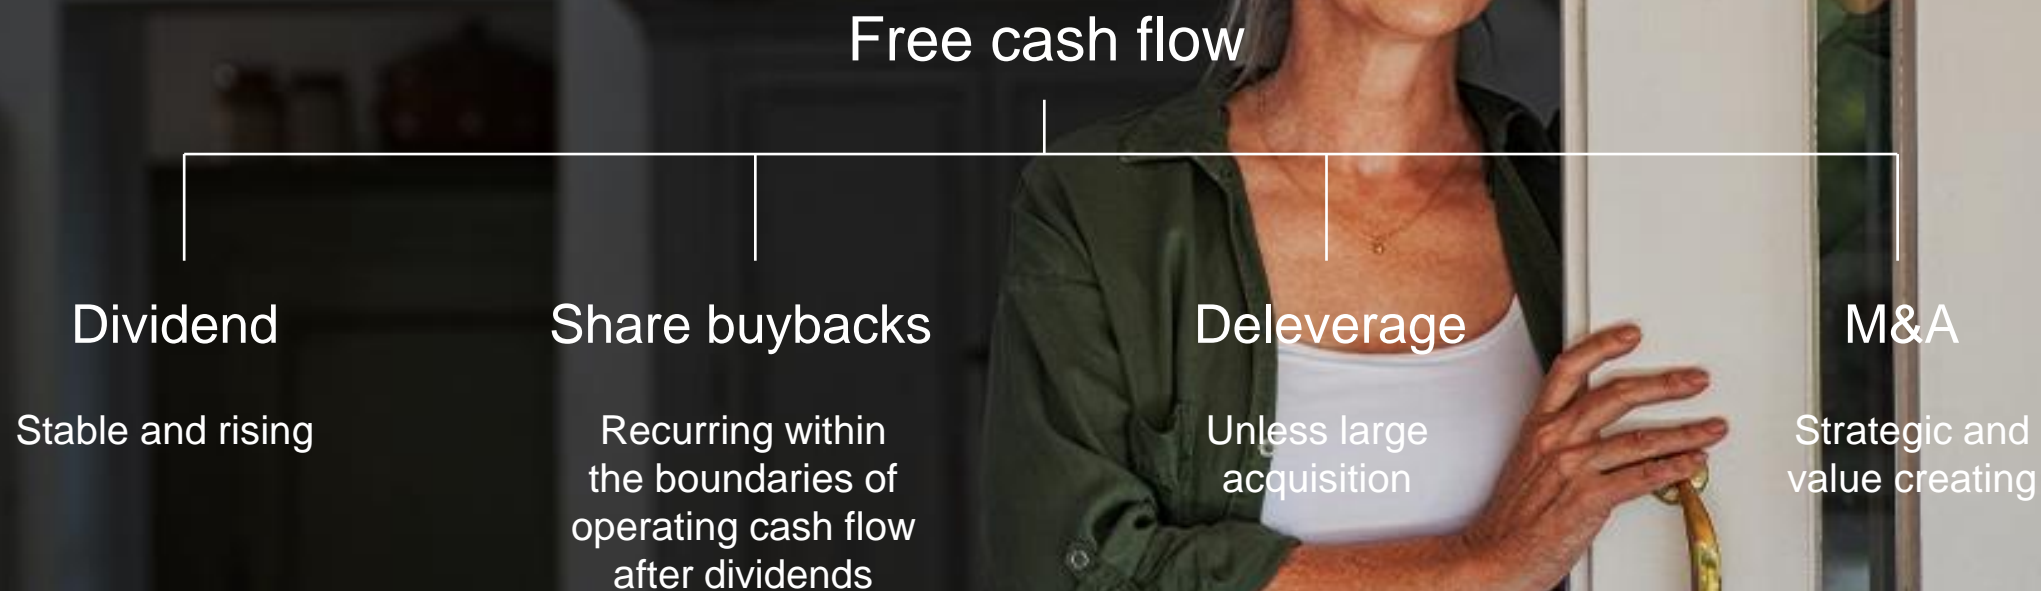 Free cash flow
Dividend
Stable and rising
Share buybacks
Recurring within
the boundaries of
operating cash flow
after dividends
Deleverage
Unless large
acquisition
M&A
Strategic and
value creating